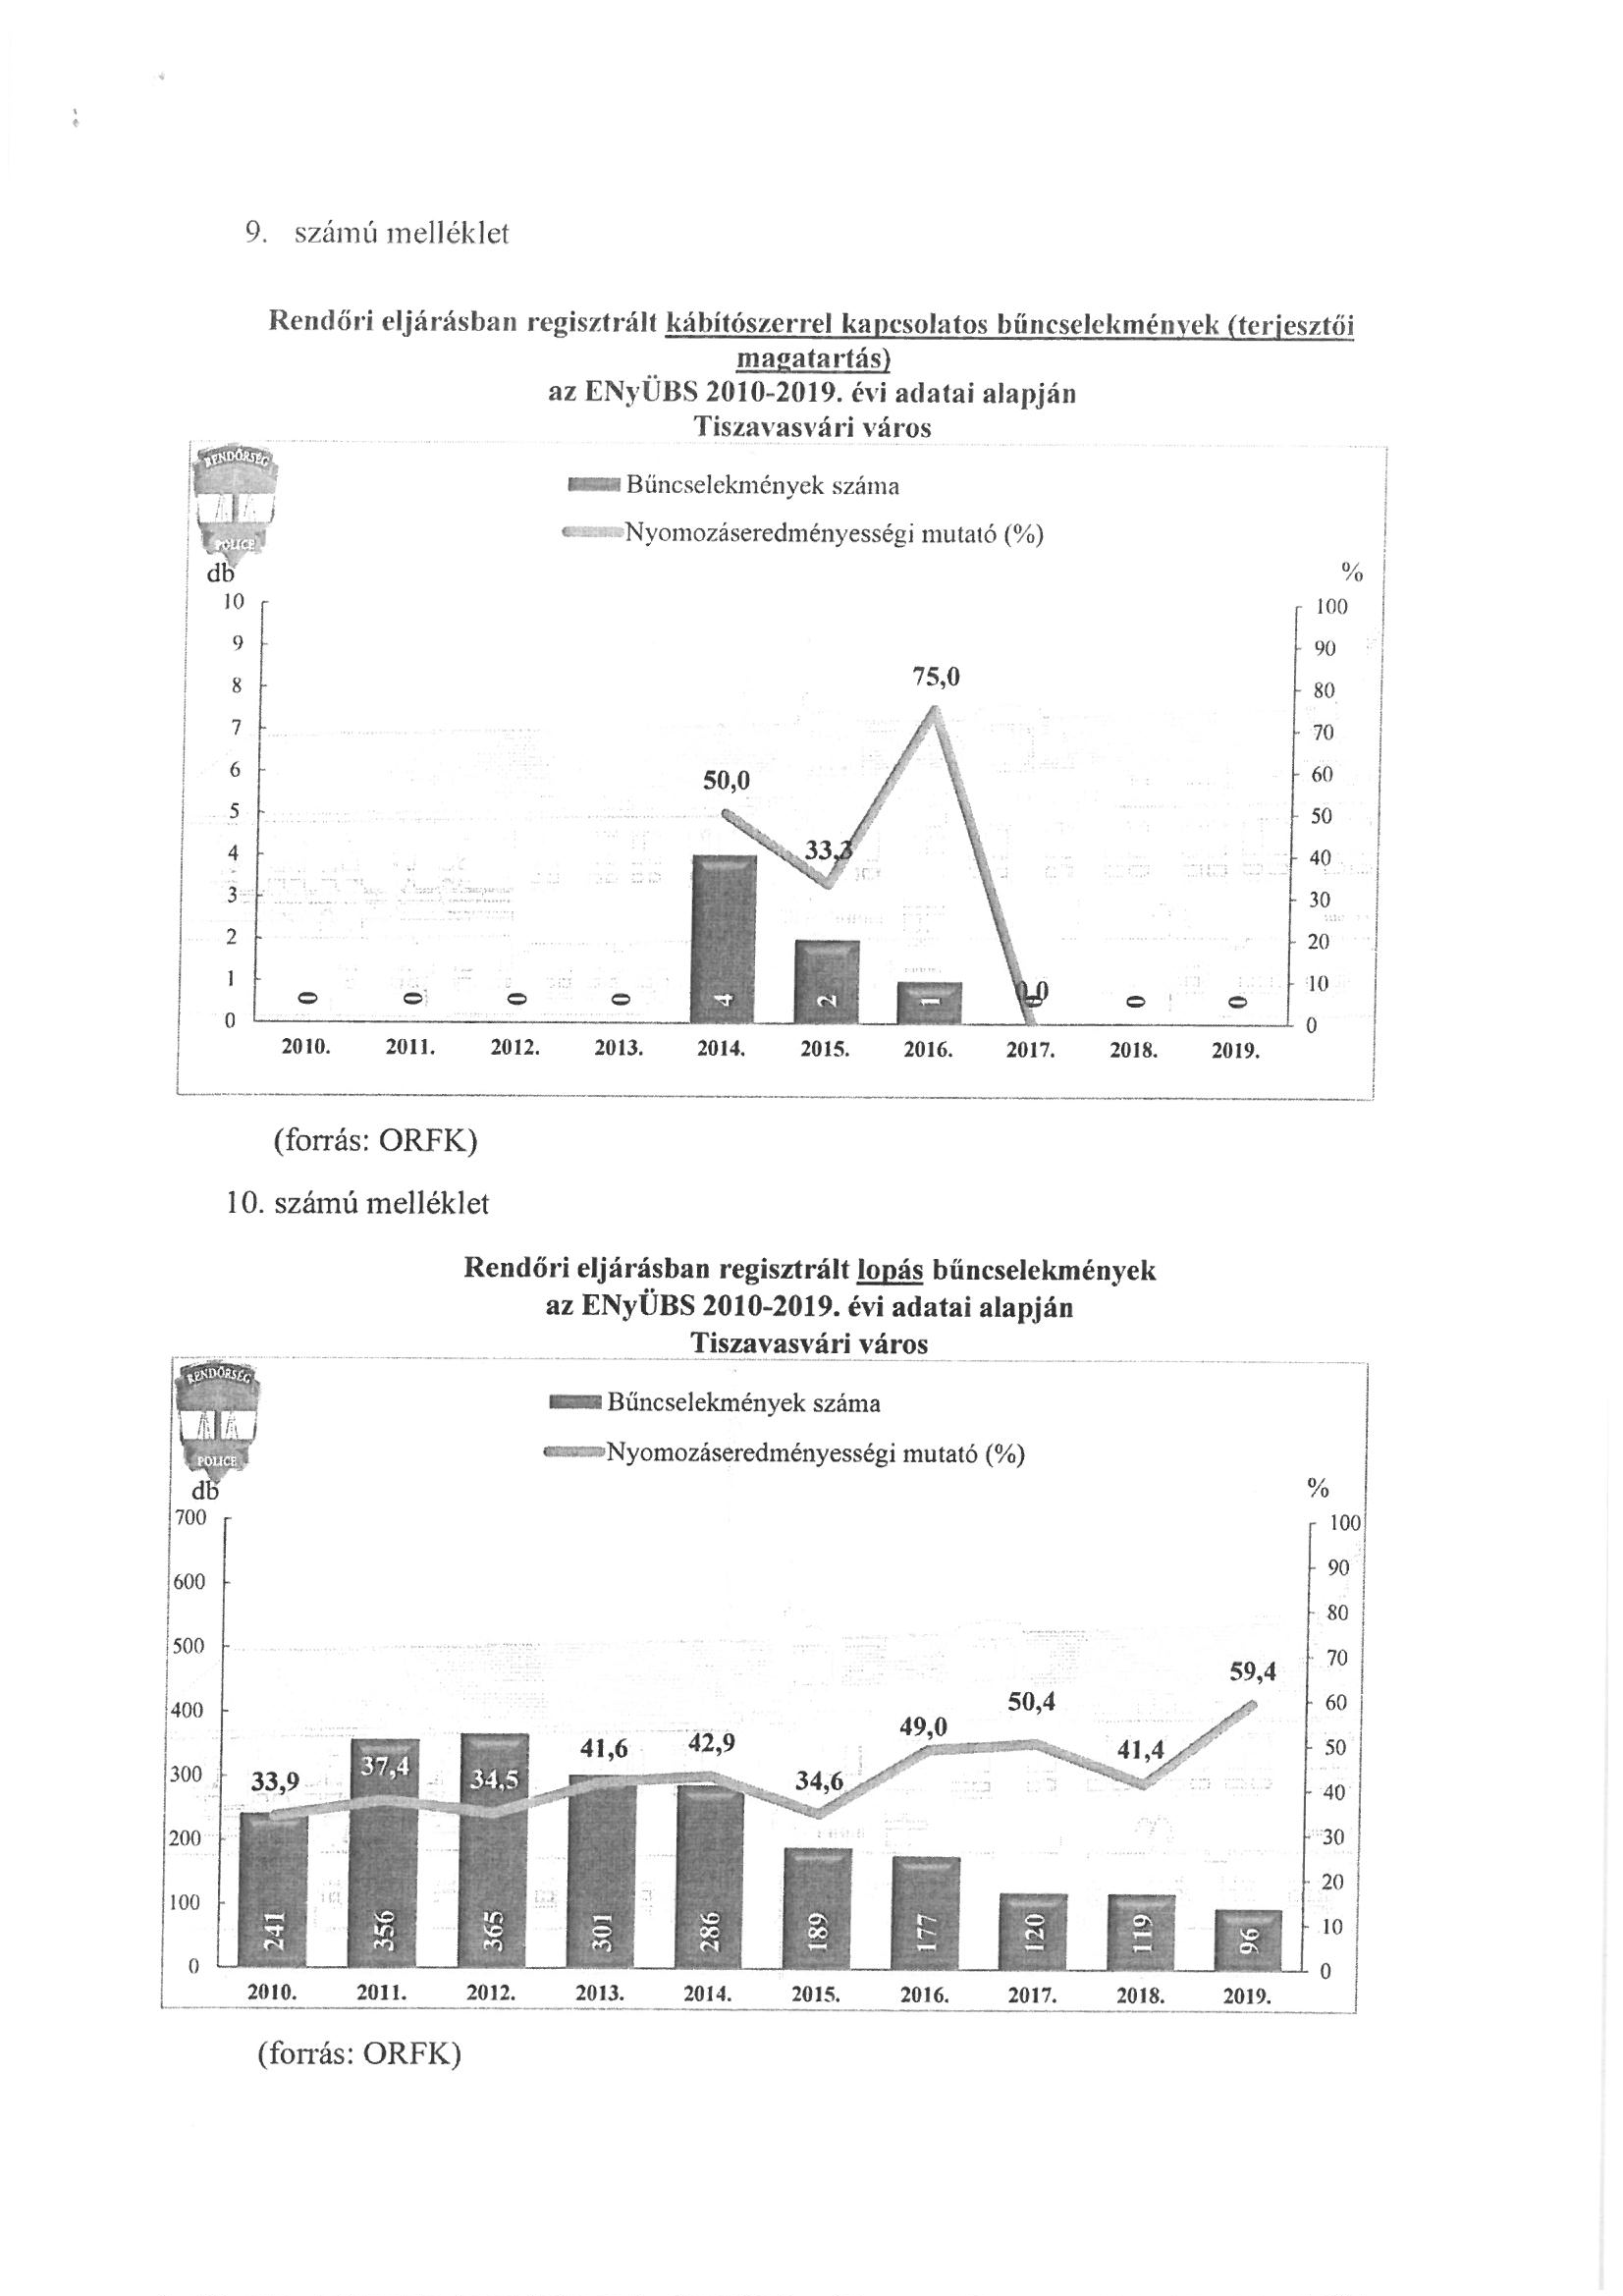 9. számú melléklet
Rendőri eljárásban regisztrált kábítószerrel kapcsolatos bűncselekmények (terjesztői
magatartás)
az ENyÜBS 2010-2019. évi adatai alapján
Tiszavasvári város
RENDŐRSÉG
POLICE
Bűncselekmények száma
Nyomozáseredményességi mutató (%)
db
%
10
9
8
7
6
5
4
3
2
1
0
100
90
80
70
60
50
40
30
20
10
0
50,0
33,3
75,0
0,0
0 0 0 0 4 2 1 0 0
2010. 2011. 2012. 2013. 2014. 2015. 2016. 2017. 2018. 2019.
(forrás: ORFK)
10. számú melléklet
Rendőri eljárásban regisztrált lopás bűncselekmények
az ENyÜBS 2010-2019. évi adatai alapján
Tiszavasvári város
RENDŐRSÉG
POLICE
Bűncselekmények száma
Nyomozáseredményességi mutató (%)
db
%
700
600
500
400
300
200
100
0
100
90
80
70
60
50
40
30
20
10
0
33,9 37,4 34,5 41,6 42,9 34,6 49,0 50,4 41,4 59,4
241 356 365 301 286 189 177 120 119 96
2010. 2011. 2012. 2013. 2014. 2015. 2016. 2017. 2018. 2019.
(forrás: ORFK)